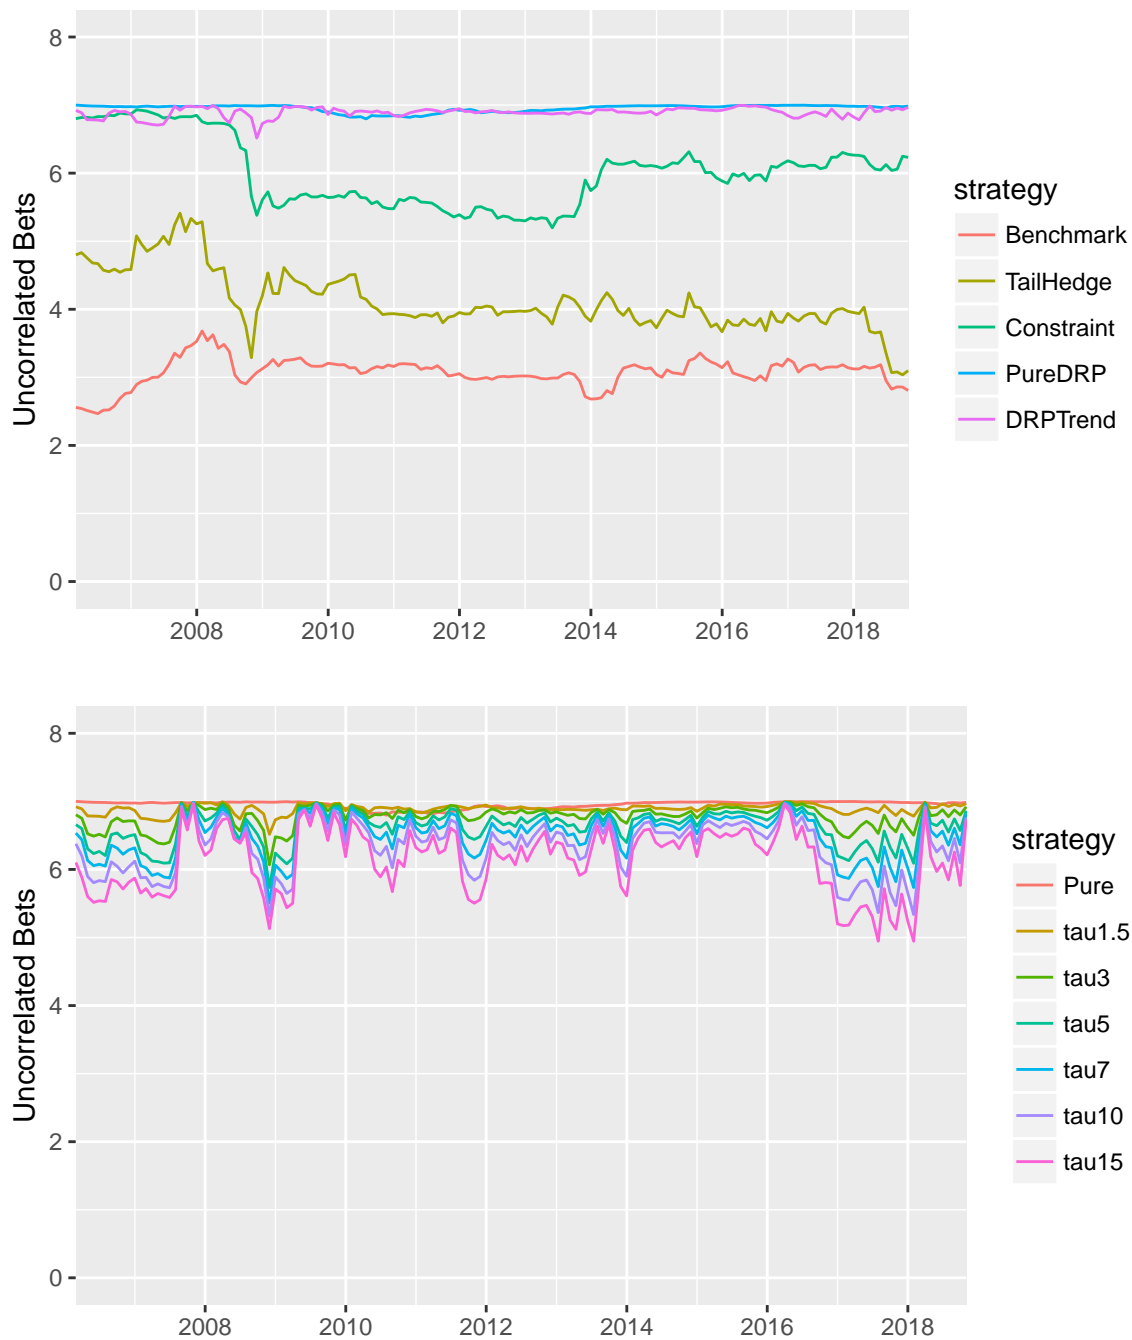 Uncorrelated Bets
8
6
4
2
0
2008 2010 2012 2014 2016 2018
strategy
Benchmark
TailHedge
Constraint
PureDRP
DRPTrend
Uncorrelated Bets
8
6
4
2
0
2008 2010 2012 2014 2016 2018
strategy
Pure
tau1.5
tau3
tau5
tau7
tau10
tau15